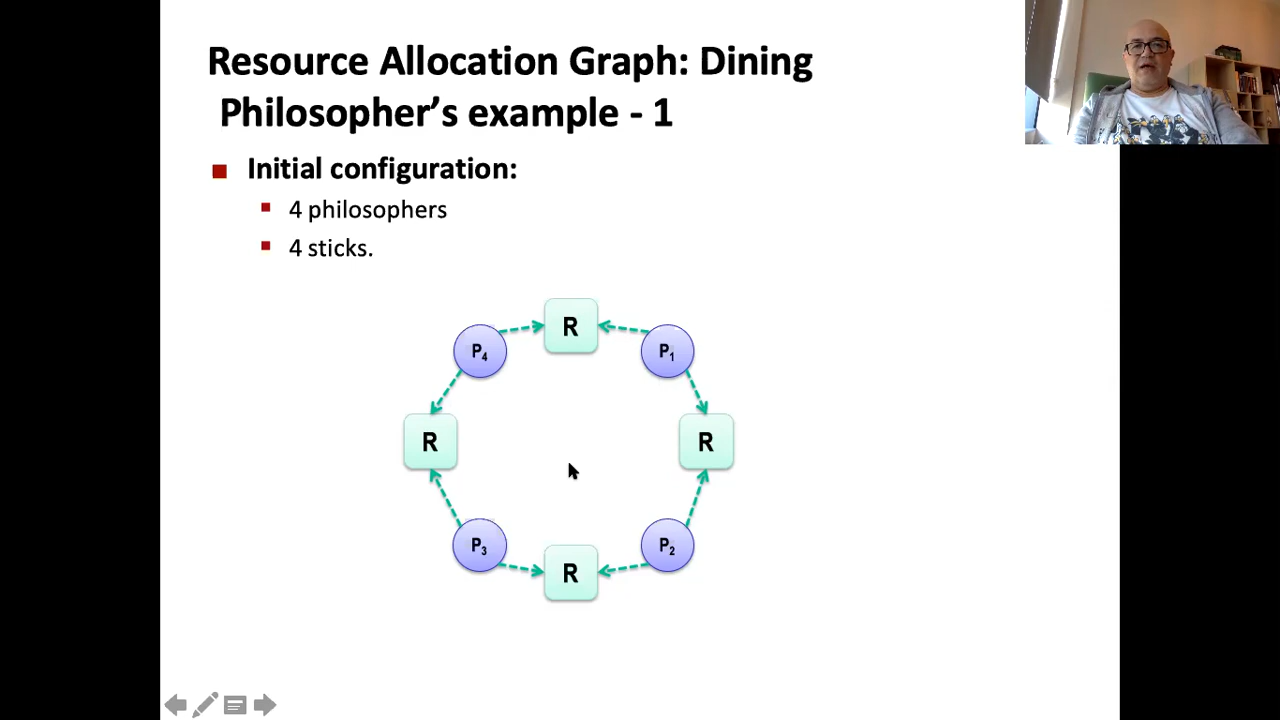 Resource Allocation Graph: Dining
Philosopher’s example - 1
Initial configuration:
4 philosophers
4 sticks.
R
P4
P1
R
R
P3
P2
R